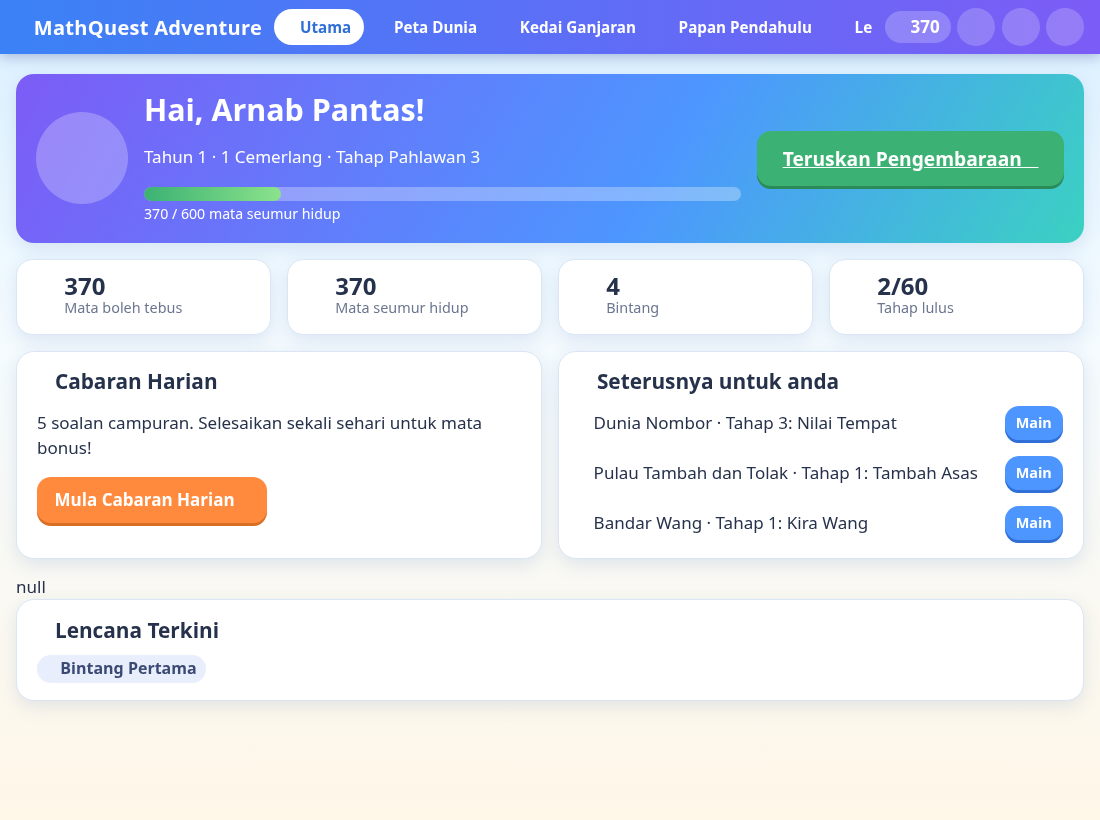 MathQuest Adventure
Utama
Peta Dunia
Kedai Ganjaran
Papan Pendahulu
Le
370
Hai, Arnab Pantas!
Tahun 1 · 1 Cemerlang · Tahap Pahlawan 3
370 / 600 mata seumur hidup
Teruskan Pengembaraan
370
Mata boleh tebus
370
Mata seumur hidup
4
Bintang
2/60
Tahap lulus
Cabaran Harian
5 soalan campuran. Selesaikan sekali sehari untuk mata
bonus!
Mula Cabaran Harian
Seterusnya untuk anda
Dunia Nombor · Tahap 3: Nilai Tempat
Main
Pulau Tambah dan Tolak · Tahap 1: Tambah Asas
Main
Bandar Wang · Tahap 1: Kira Wang
Main
null
Lencana Terkini
Bintang Pertama